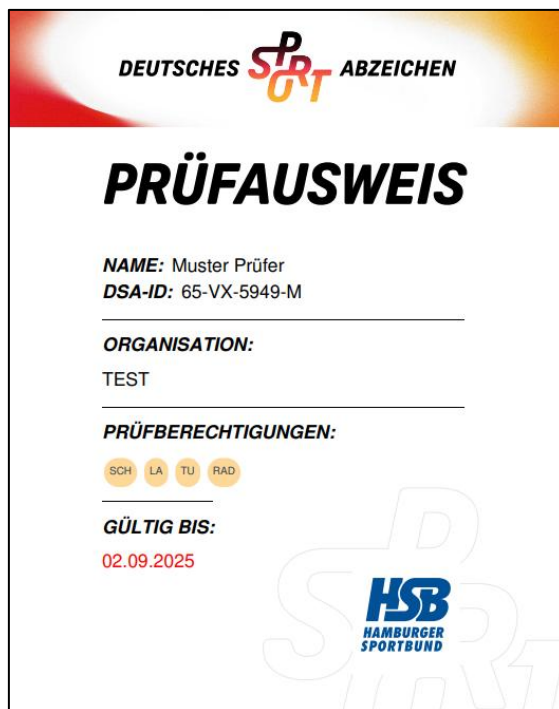 DEUTSCHES SPORT ABZEICHEN
PRÜFAUSWEIS
NAME: Muster Prüfer
DSA-ID: 65-VX-5949-M
ORGANISATION:
TEST
PRÜFBERECHTIGUNGEN:
SCH LA TU RAD
GÜLTIG BIS:
02.09.2025
SPORT
HSB
HAMBURGER
SPORTBUND